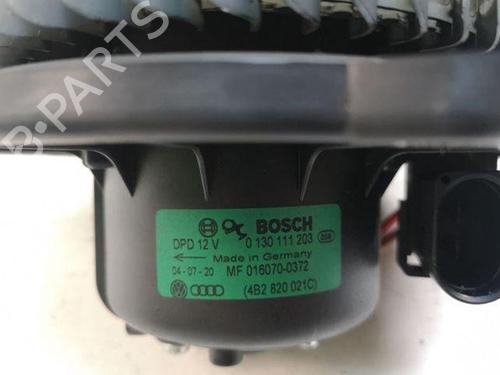 B-PARTS
BOSCH
DPD 12 V 0 130 111 203
Made in Germany
04-07-20 MF 016070-0372
(4B2 820 021C)